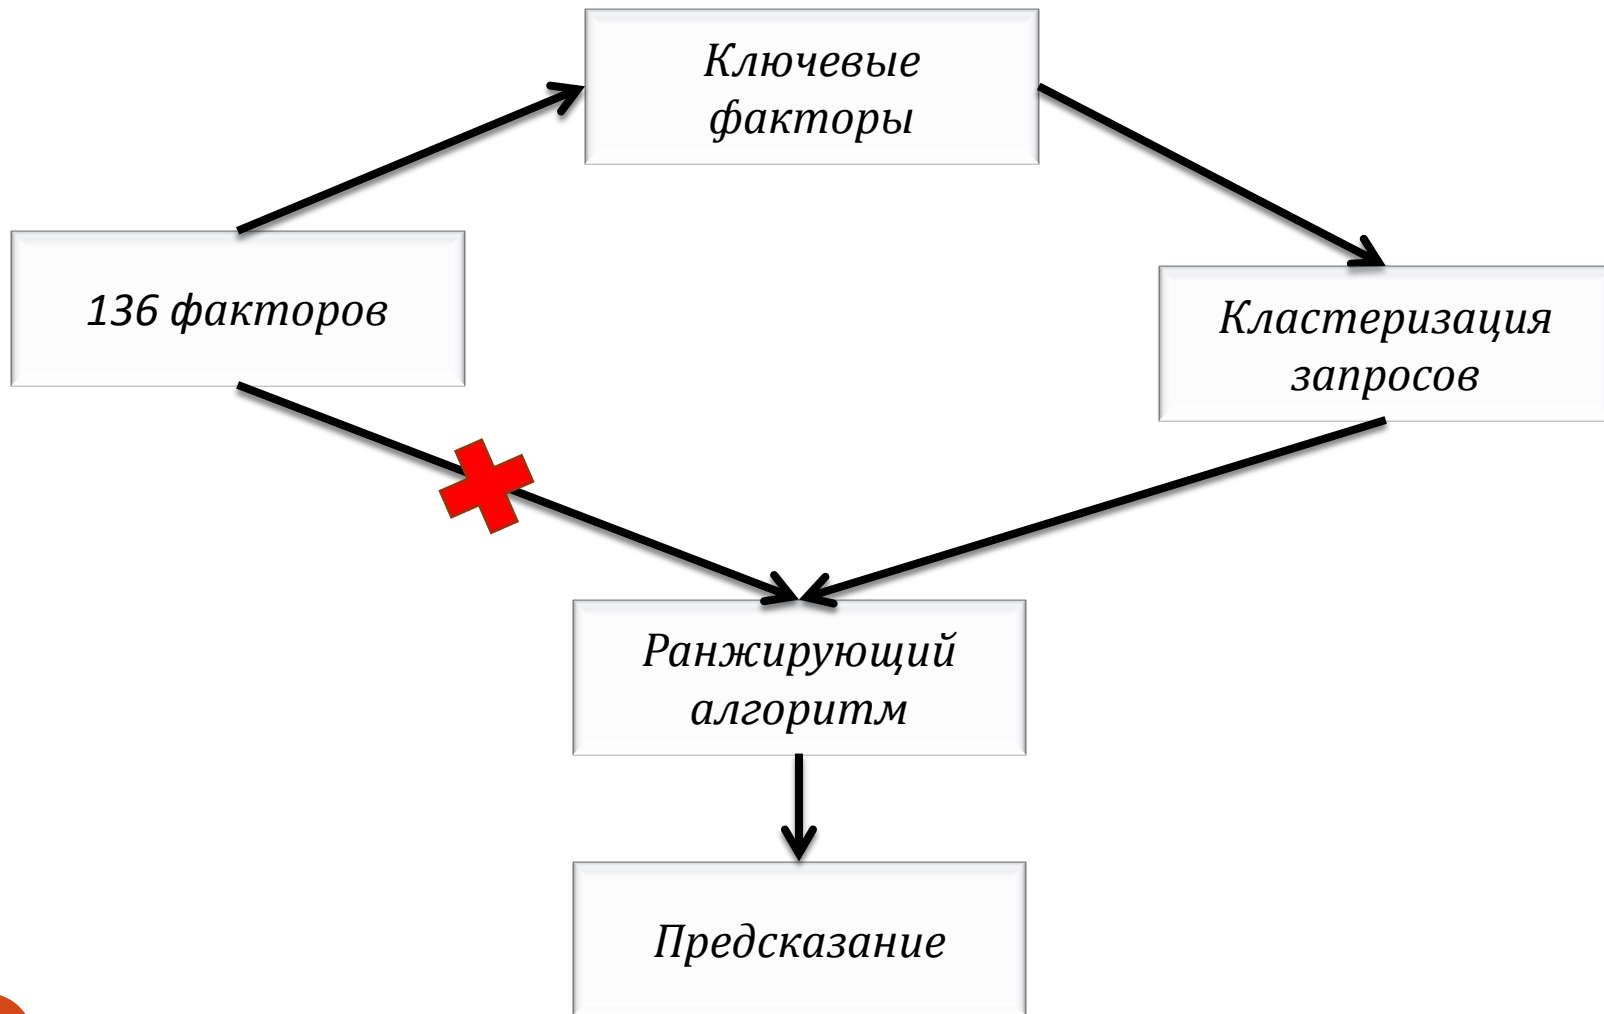 Ключевые
факторы
136 факторов
Кластеризация
запросов
Ранжирующий
алгоритм
Предсказание